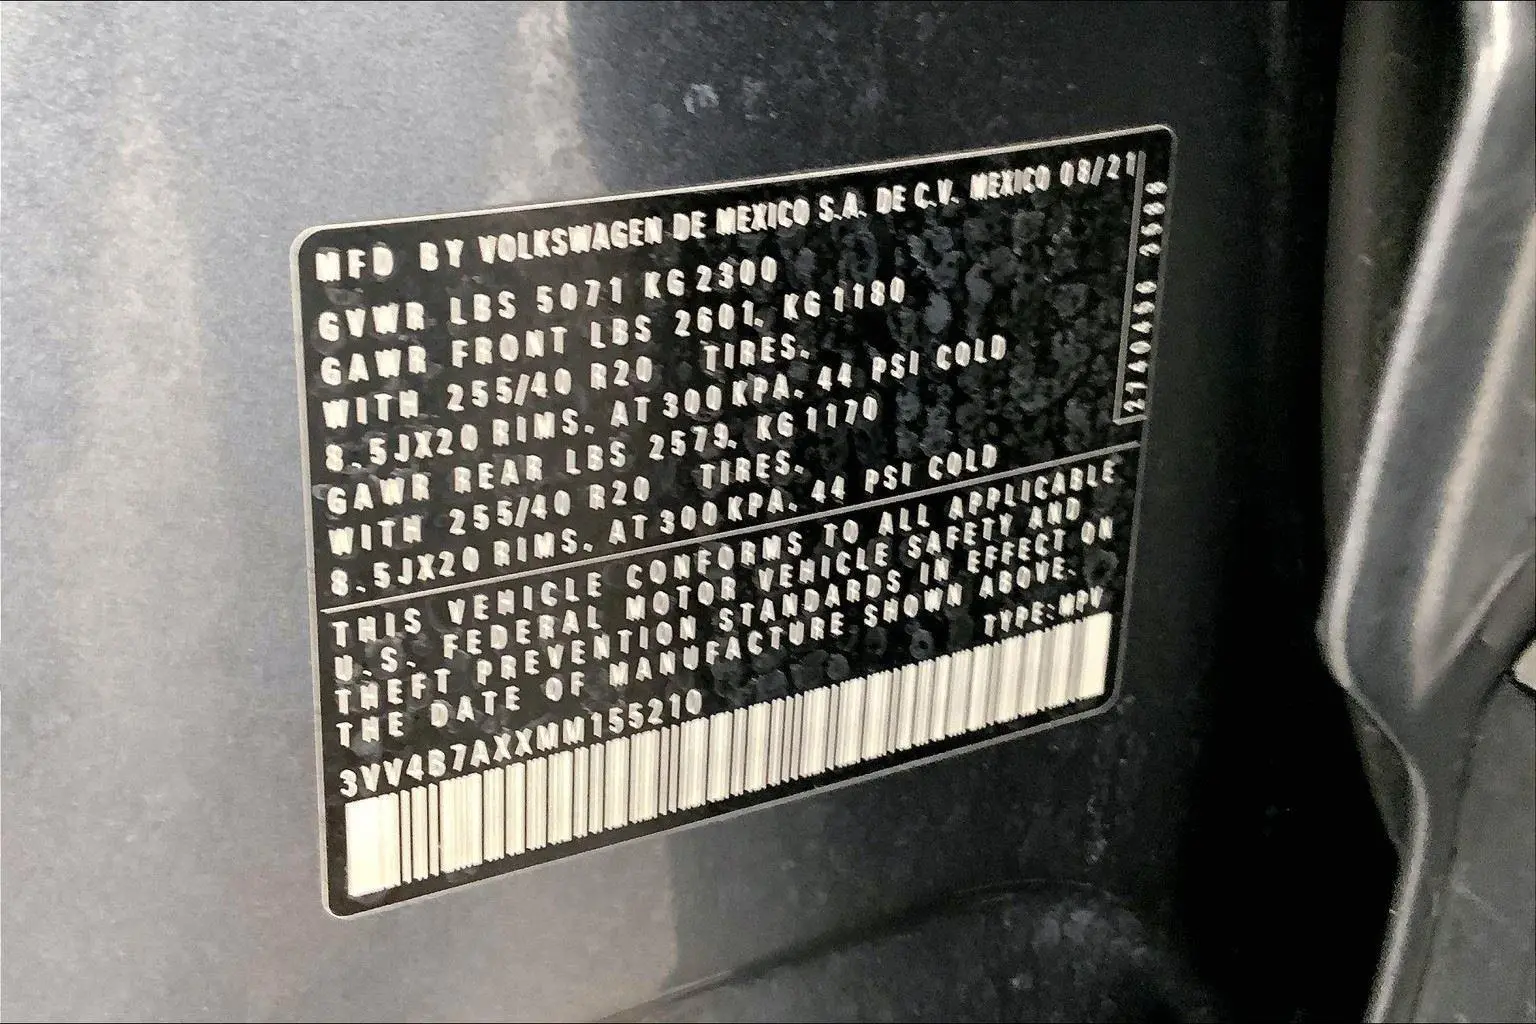 MFD BY VOLKSWAGEN DE MEXICO S.A. DE C.V. MEXICO 08/21
GVWR LBS 5071 KG 2300
GAWR FRONT LBS 2601. KG 1180
WITH 255/40 R20 TIRES.
8.5JX20 RIMS. AT 300 KPA. 44 PSI COLD
GAWR REAR LBS 2579. KG 1170
WITH 255/40 R20 TIRES.
8.5JX20 RIMS. AT 300 KPA. 44 PSI COLD
THIS VEHICLE CONFORMS TO ALL APPLICABLE
U.S. FEDERAL MOTOR VEHICLE SAFETY AND
THEFT PREVENTION STANDARDS IN EFFECT ON
THE DATE OF MANUFACTURE SHOWN ABOVE.
TYPE:MPV
3VV4B7AXXMM155210